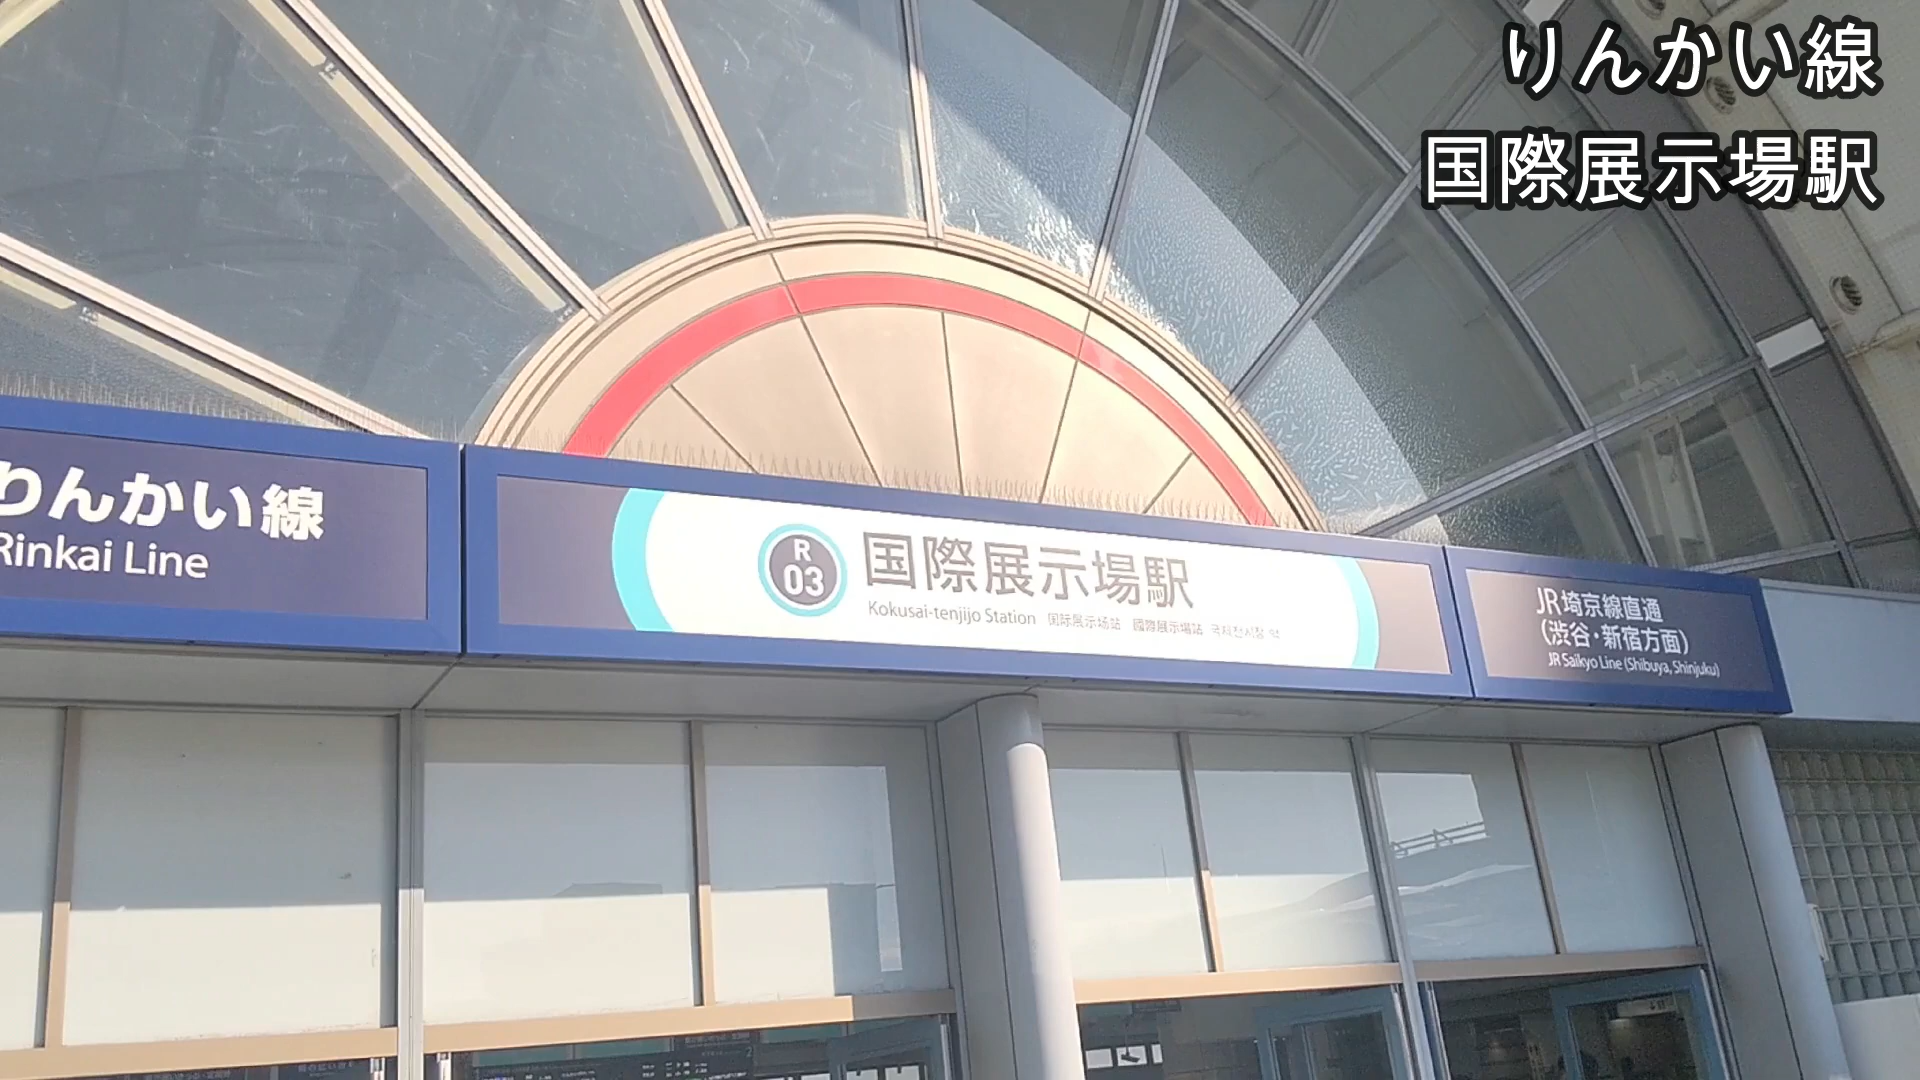 りんかい線
国際展示場駅
りんかい線
Rinkai Line
R
03
国際展示場駅
Kokusai-tenjijo Station 国际展示场站 國際展示場站 국제전시장 역
JR埼京線直通
(渋谷・新宿方面)
JR Saikyo Line (Shibuya, Shinjuku)